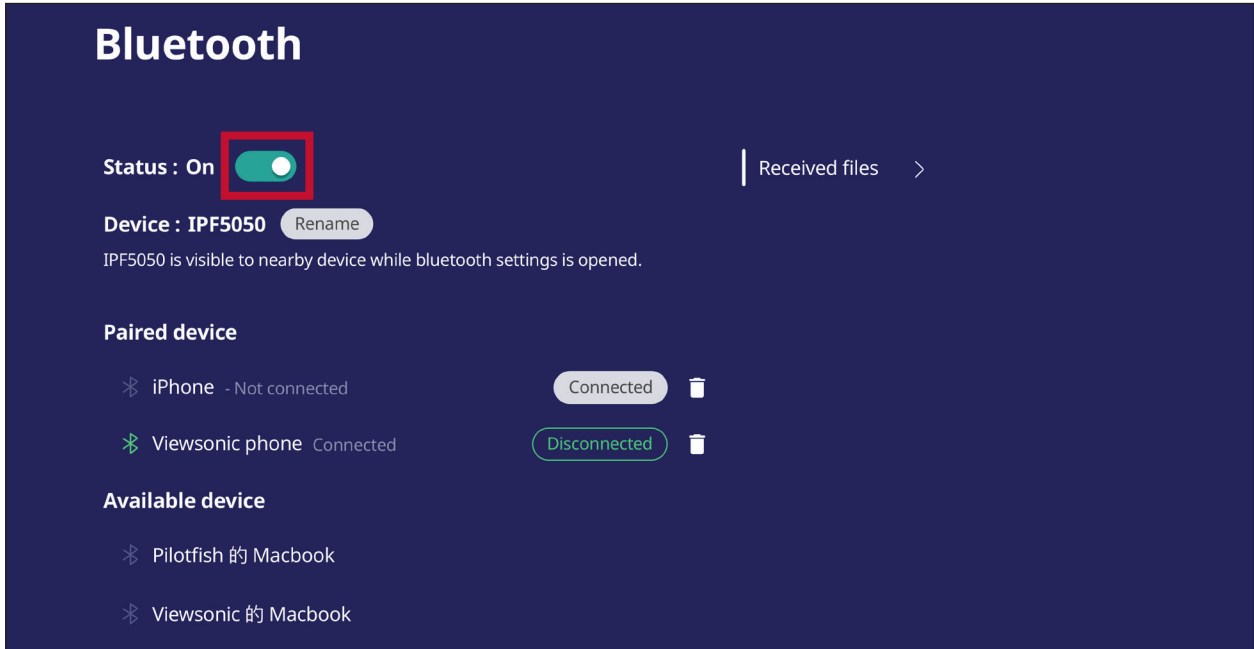 Bluetooth
Status : On
Received files
Device : IPF5050 Rename
IPF5050 is visible to nearby device while bluetooth settings is opened.
Paired device
iPhone - Not connected Connected
Viewsonic phone Connected Disconnected
Available device
Pilotfish 的 Macbook
Viewsonic 的 Macbook